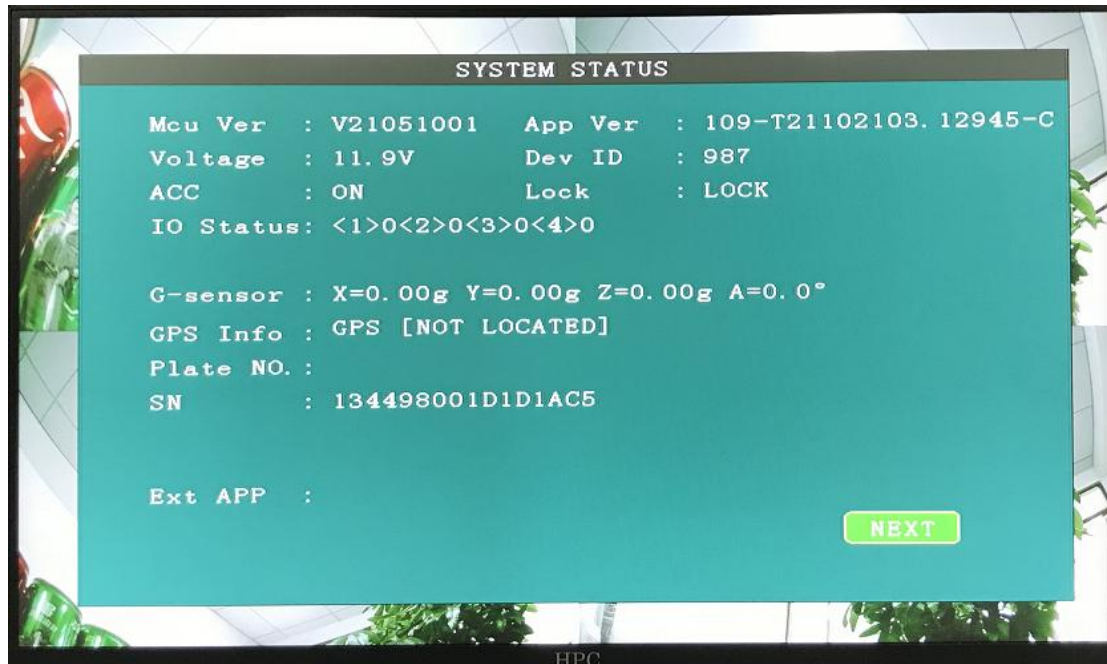 SYSTEM STATUS
Mcu Ver : V21051001 App Ver : 109-T21102103.12945-C
Voltage : 11.9V Dev ID : 987
ACC : ON Lock : LOCK
IO Status: <1>0<2>0<3>0<4>0
G-sensor : X=0.00g Y=0.00g Z=0.00g A=0.0°
GPS Info : GPS [NOT LOCATED]
Plate NO. :
SN : 134498001D1D1AC5
Ext APP :
NEXT
HPC